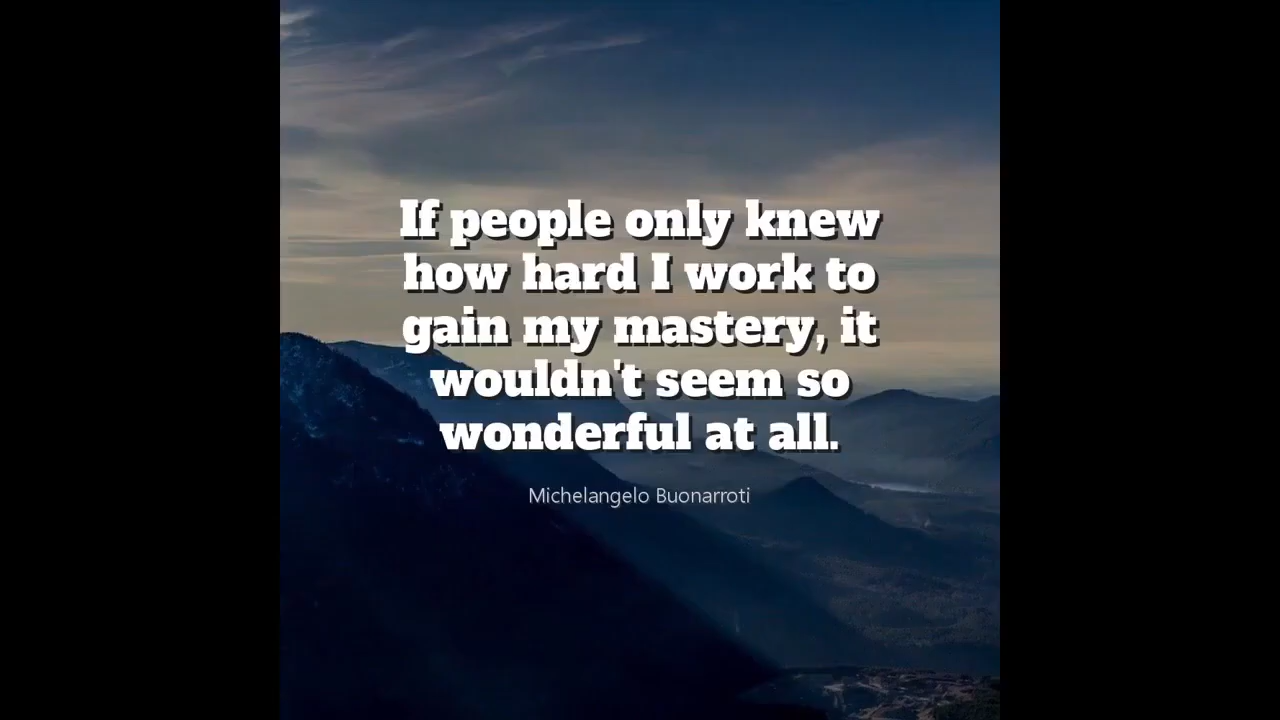 If people only knew
how hard I work to
gain my mastery, it
wouldn't seem so
wonderful at all.
Michelangelo Buonarroti